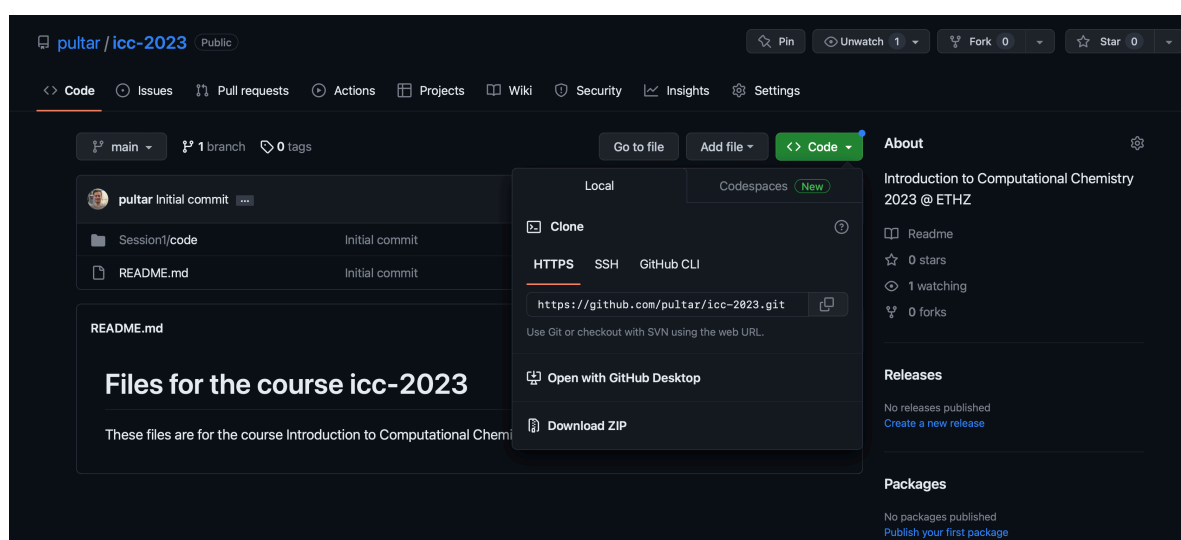 pultar / icc-2023 Public
Pin Unwatch 1 Fork 0 Star 0
<> Code Issues Pull requests Actions Projects Wiki Security Insights Settings
main 1 branch 0 tags Go to file Add file <> Code
pultar Initial commit ...
Session1/code Initial commit
README.md Initial commit
README.md
Files for the course icc-2023
These files are for the course Introduction to Computational Chemi
Local Codespaces New
Clone
HTTPS SSH GitHub CLI
https://github.com/pultar/icc-2023.git
Use Git or checkout with SVN using the web URL.
Open with GitHub Desktop
Download ZIP
About
Introduction to Computational Chemistry
2023 @ ETHZ
Readme
0 stars
1 watching
0 forks
Releases
No releases published
Create a new release
Packages
No packages published
Publish your first package